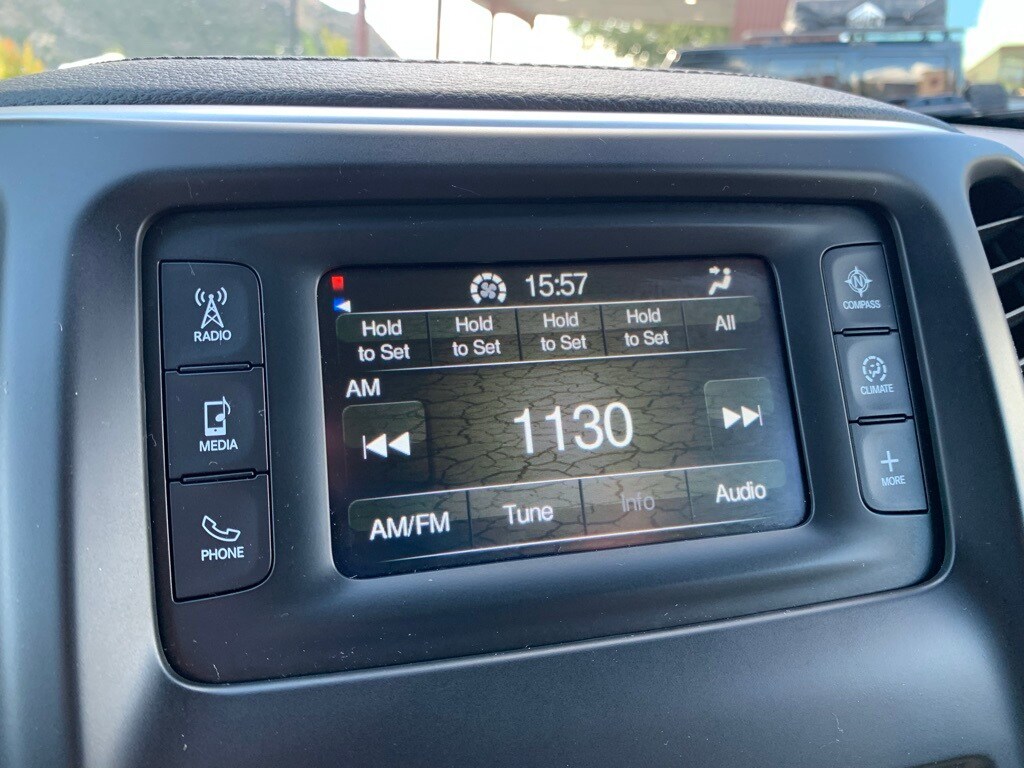 15:57
Hold
to Set
Hold
to Set
Hold
to Set
Hold
to Set
All
AM
1130
AM/FM
Tune
Info
Audio
RADIO
MEDIA
PHONE
COMPASS
CLIMATE
MORE